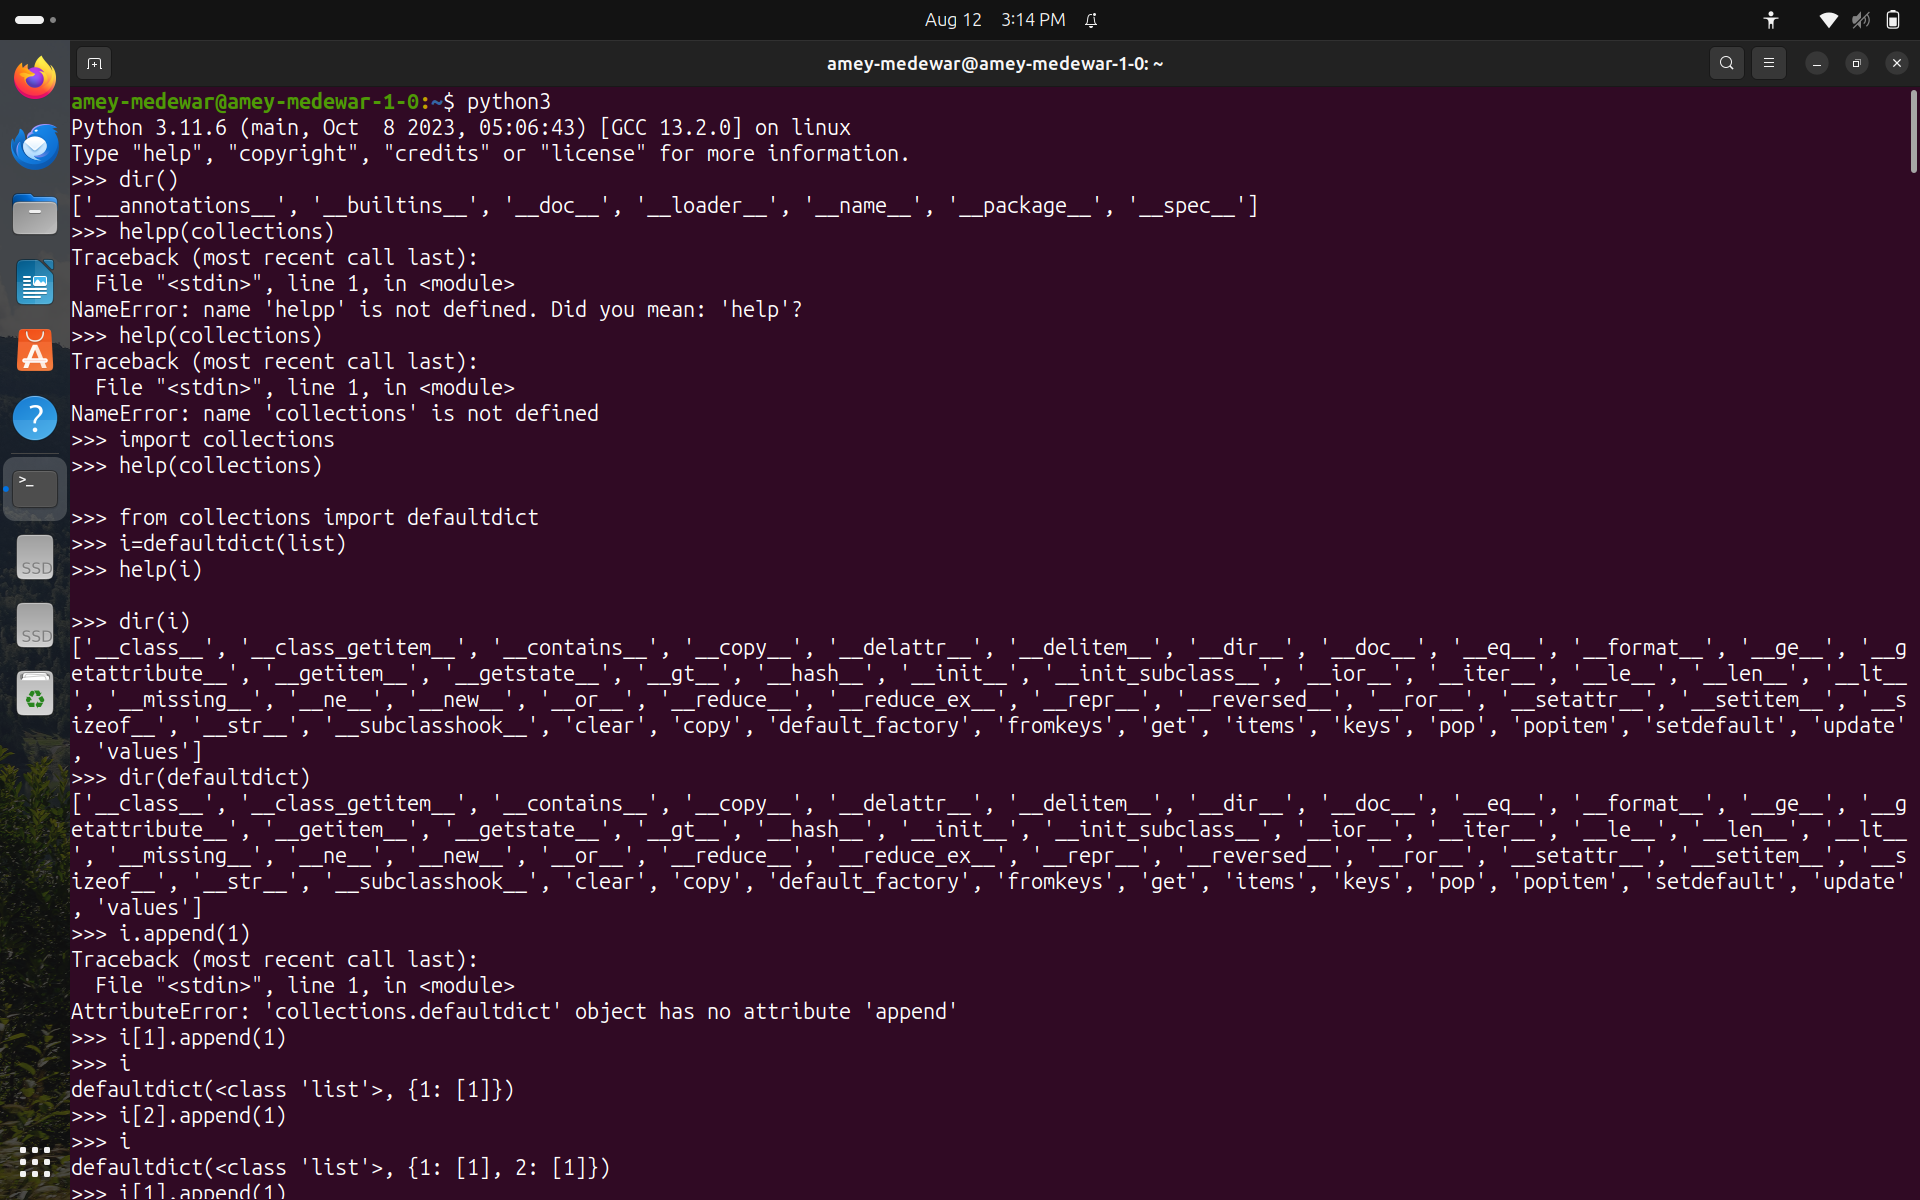 Aug 12 3:14 PM
amey-medewar@amey-medewar-1-0: ~
amey-medewar@amey-medewar-1-0:~$ python3
Python 3.11.6 (main, Oct  8 2023, 05:06:43) [GCC 13.2.0] on linux
Type "help", "copyright", "credits" or "license" for more information.
>>> dir()
['__annotations__', '__builtins__', '__doc__', '__loader__', '__name__', '__package__', '__spec__']
>>> helpp(collections)
Traceback (most recent call last):
  File "<stdin>", line 1, in <module>
NameError: name 'helpp' is not defined. Did you mean: 'help'?
>>> help(collections)
Traceback (most recent call last):
  File "<stdin>", line 1, in <module>
NameError: name 'collections' is not defined
>>> import collections
>>> help(collections)
>>> from collections import defaultdict
>>> i=defaultdict(list)
>>> help(i)
>>> dir(i)
['__class__', '__class_getitem__', '__contains__', '__copy__', '__delattr__', '__delitem__', '__dir__', '__doc__', '__eq__', '__format__', '__ge__', '__g
etattribute__', '__getitem__', '__getstate__', '__gt__', '__hash__', '__init__', '__init_subclass__', '__ior__', '__iter__', '__le__', '__len__', '__lt__
', '__missing__', '__ne__', '__new__', '__or__', '__reduce__', '__reduce_ex__', '__repr__', '__reversed__', '__ror__', '__setattr__', '__setitem__', '__s
izeof__', '__str__', '__subclasshook__', 'clear', 'copy', 'default_factory', 'fromkeys', 'get', 'items', 'keys', 'pop', 'popitem', 'setdefault', 'update'
, 'values']
>>> dir(defaultdict)
['__class__', '__class_getitem__', '__contains__', '__copy__', '__delattr__', '__delitem__', '__dir__', '__doc__', '__eq__', '__format__', '__ge__', '__g
etattribute__', '__getitem__', '__getstate__', '__gt__', '__hash__', '__init__', '__init_subclass__', '__ior__', '__iter__', '__le__', '__len__', '__lt__
', '__missing__', '__ne__', '__new__', '__or__', '__reduce__', '__reduce_ex__', '__repr__', '__reversed__', '__ror__', '__setattr__', '__setitem__', '__s
izeof__', '__str__', '__subclasshook__', 'clear', 'copy', 'default_factory', 'fromkeys', 'get', 'items', 'keys', 'pop', 'popitem', 'setdefault', 'update'
, 'values']
>>> i.append(1)
Traceback (most recent call last):
  File "<stdin>", line 1, in <module>
AttributeError: 'collections.defaultdict' object has no attribute 'append'
>>> i[1].append(1)
>>> i
defaultdict(<class 'list'>, {1: [1]})
>>> i[2].append(1)
>>> i
defaultdict(<class 'list'>, {1: [1], 2: [1]})
>>> i[1].append(1)
SSD
SSD